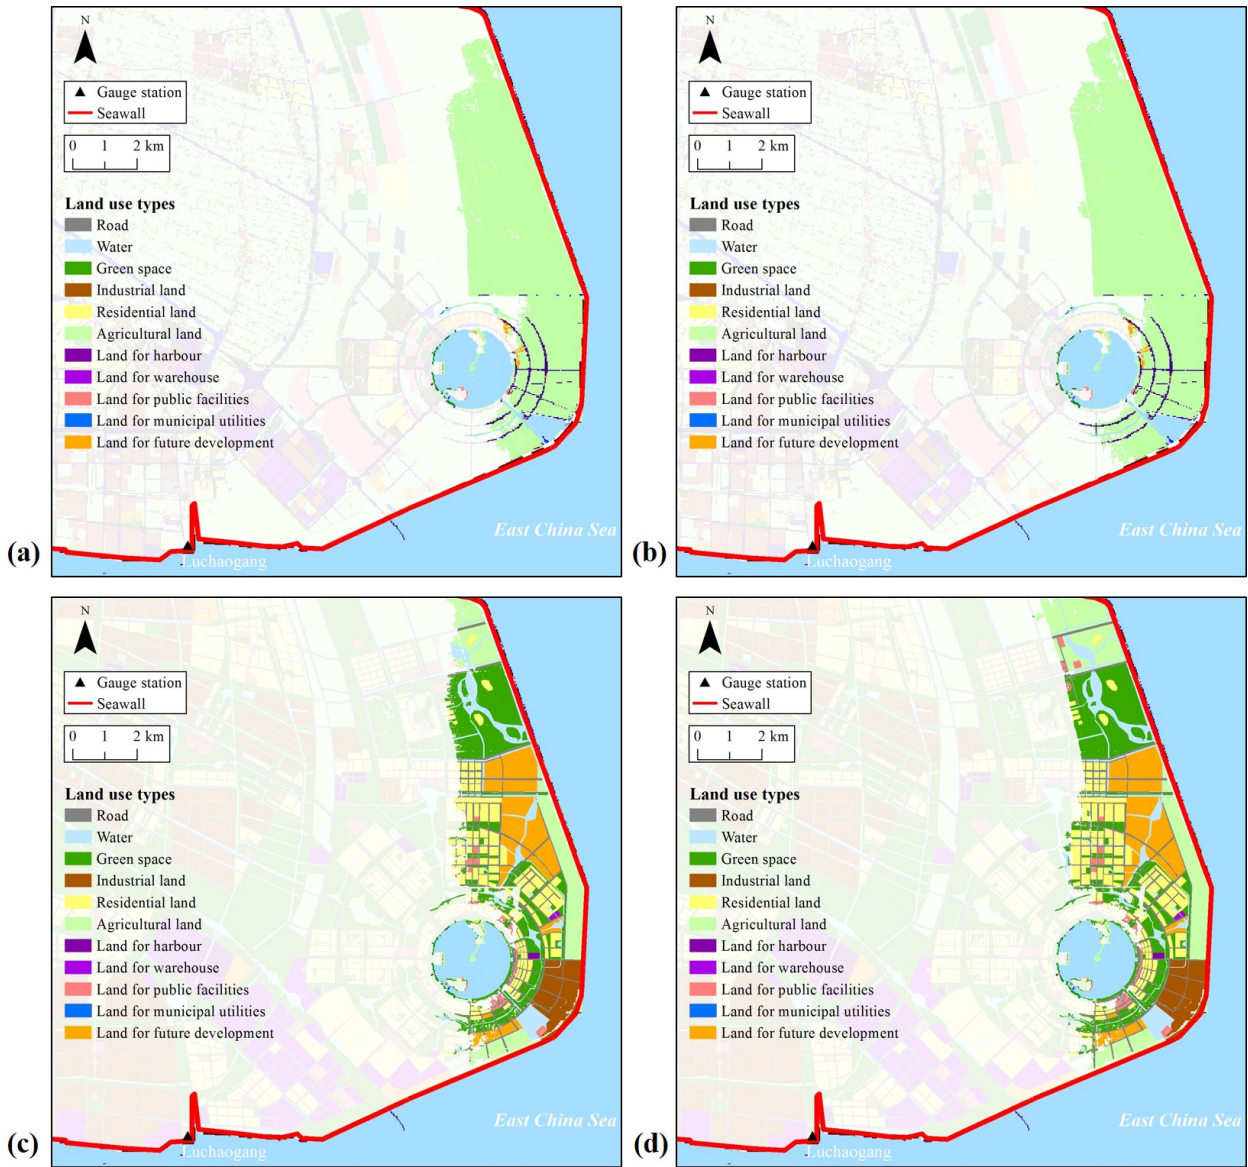 N
Gauge station
Seawall
0 1 2 km
Land use types
Road
Water
Green space
Industrial land
Residential land
Agricultural land
Land for harbour
Land for warehouse
Land for public facilities
Land for municipal utilities
Land for future development
East China Sea
Luchaogang
(a)
N
Gauge station
Seawall
0 1 2 km
Land use types
Road
Water
Green space
Industrial land
Residential land
Agricultural land
Land for harbour
Land for warehouse
Land for public facilities
Land for municipal utilities
Land for future development
East China Sea
Luchaogang
(b)
N
Gauge station
Seawall
0 1 2 km
Land use types
Road
Water
Green space
Industrial land
Residential land
Agricultural land
Land for harbour
Land for warehouse
Land for public facilities
Land for municipal utilities
Land for future development
East China Sea
Luchaogang
(c)
N
Gauge station
Seawall
0 1 2 km
Land use types
Road
Water
Green space
Industrial land
Residential land
Agricultural land
Land for harbour
Land for warehouse
Land for public facilities
Land for municipal utilities
Land for future development
East China Sea
Luchaogang
(d)